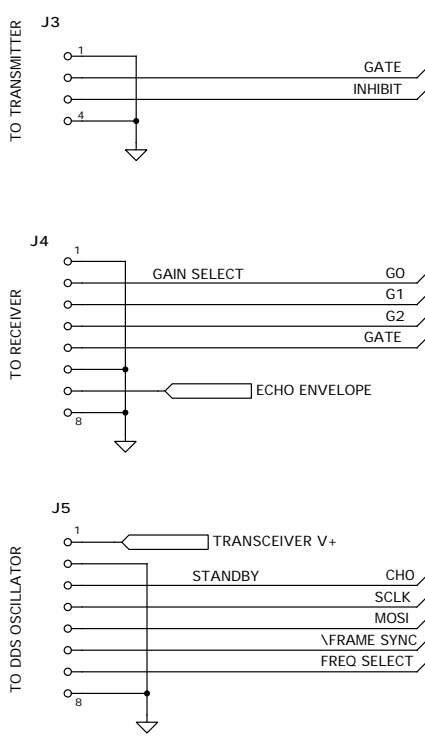 J3
TO TRANSMITTER
1
GATE
INHIBIT
4
J4
TO RECEIVER
1
GAIN SELECT G0
G1
G2
GATE
ECHO ENVELOPE
8
J5
TO DDS OSCILLATOR
1
TRANSCEIVER V+
STANDBY CH0
SCLK
MOSI
\FRAME SYNC
FREQ SELECT
8